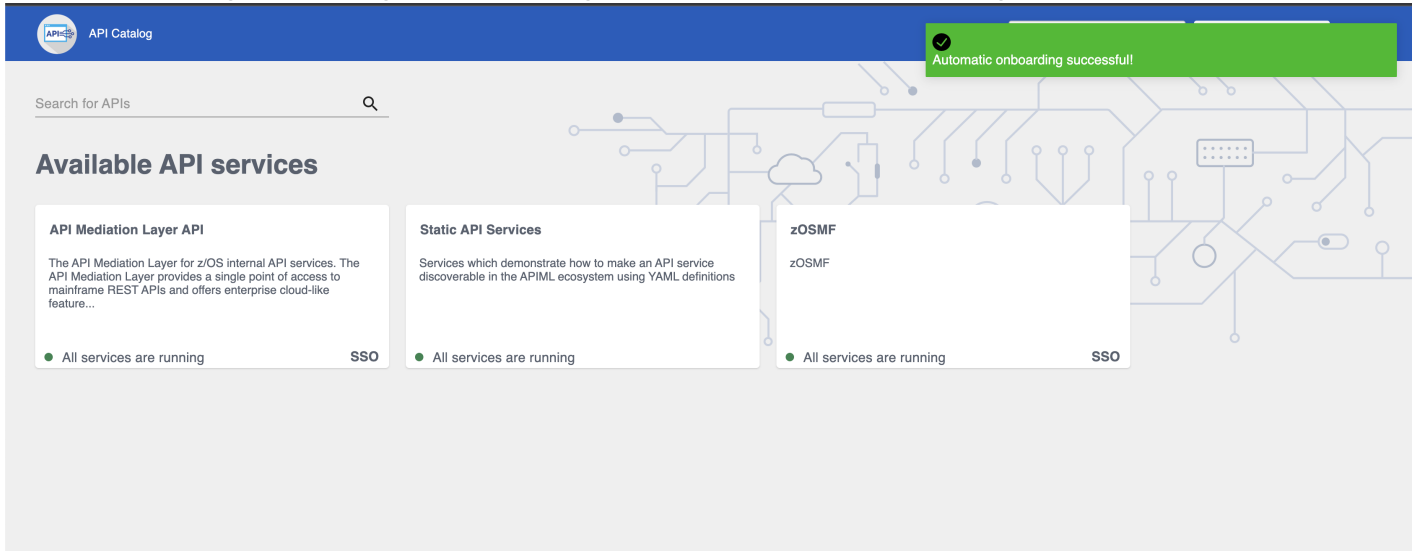 API
API Catalog
Automatic onboarding successful!
Search for APIs
Available API services
API Mediation Layer API
The API Mediation Layer for z/OS internal API services. The
API Mediation Layer provides a single point of access to
mainframe REST APIs and offers enterprise cloud-like
feature...
All services are running
SSO
Static API Services
Services which demonstrate how to make an API service
discoverable in the APIML ecosystem using YAML definitions
All services are running
zOSMF
zOSMF
All services are running
SSO